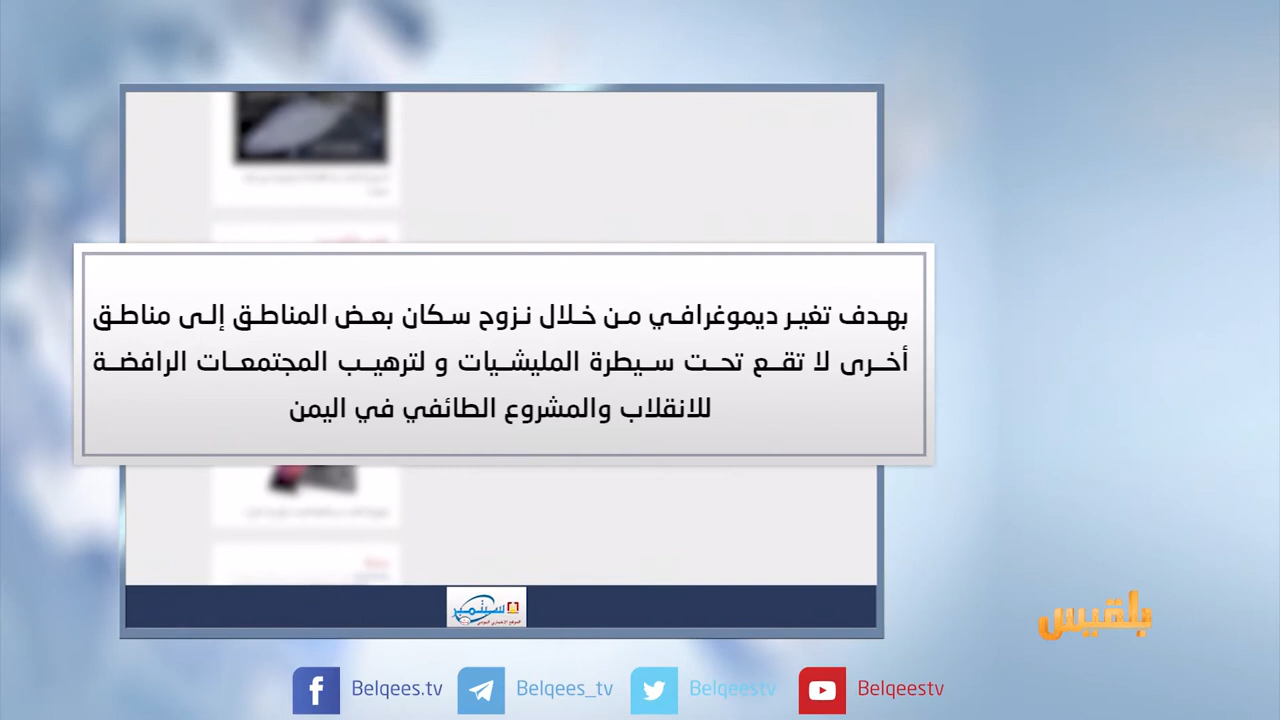 بهدف تغير ديموغرافي من خلال نزوح سكان بعض المناطق إلى مناطق
أخرى لا تقع تحت سيطرة المليشيات و لترهيب المجتمعات الرافضة
للانقلاب والمشروع الطائفي في اليمن
سبتمبر
بلقيس
Belqees.tv
Belqees_tv
Belqeestv
Belqeestv